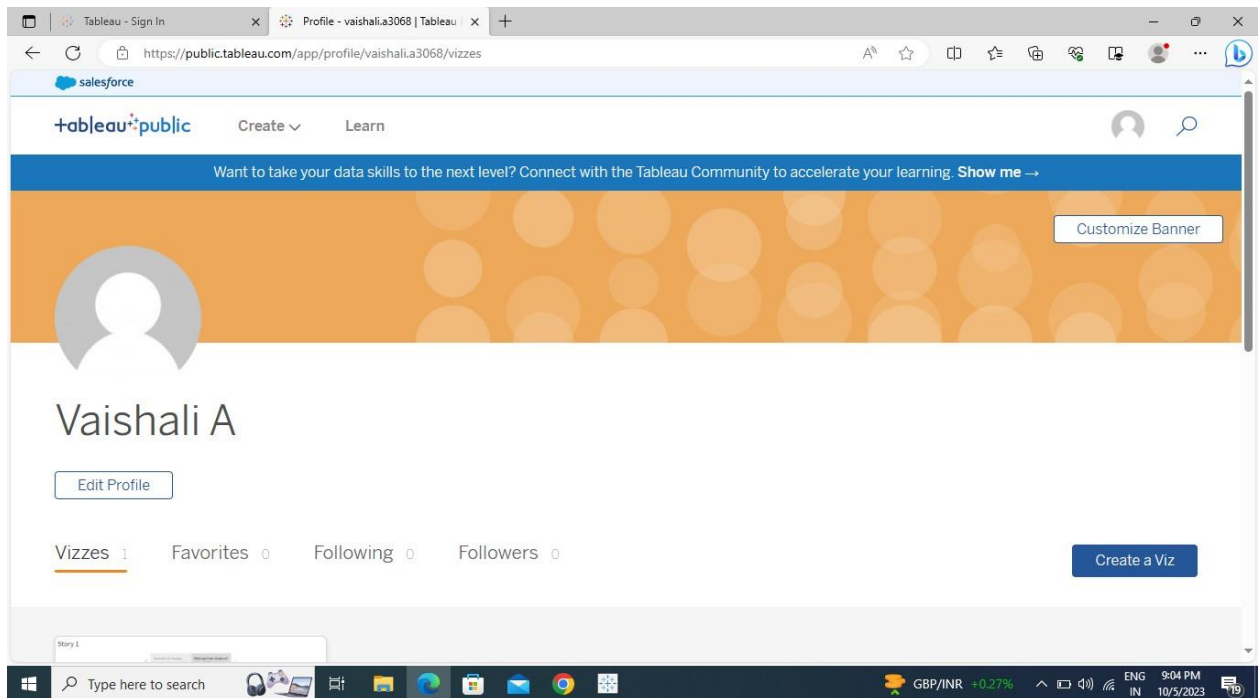 Tableau - Sign In
Profile - vaishali.a3068 | Tableau
https://public.tableau.com/app/profile/vaishali.a3068/vizzes
salesforce
+ableau public Create Learn
Want to take your data skills to the next level? Connect with the Tableau Community to accelerate your learning. Show me →
Customize Banner
Vaishali A
Edit Profile
Vizzes 1 Favorites 0 Following 0 Followers 0
Create a Viz
Story 1
Type here to search
GBP/INR +0.27%
ENG
IN
9:04 PM
10/5/2023
19